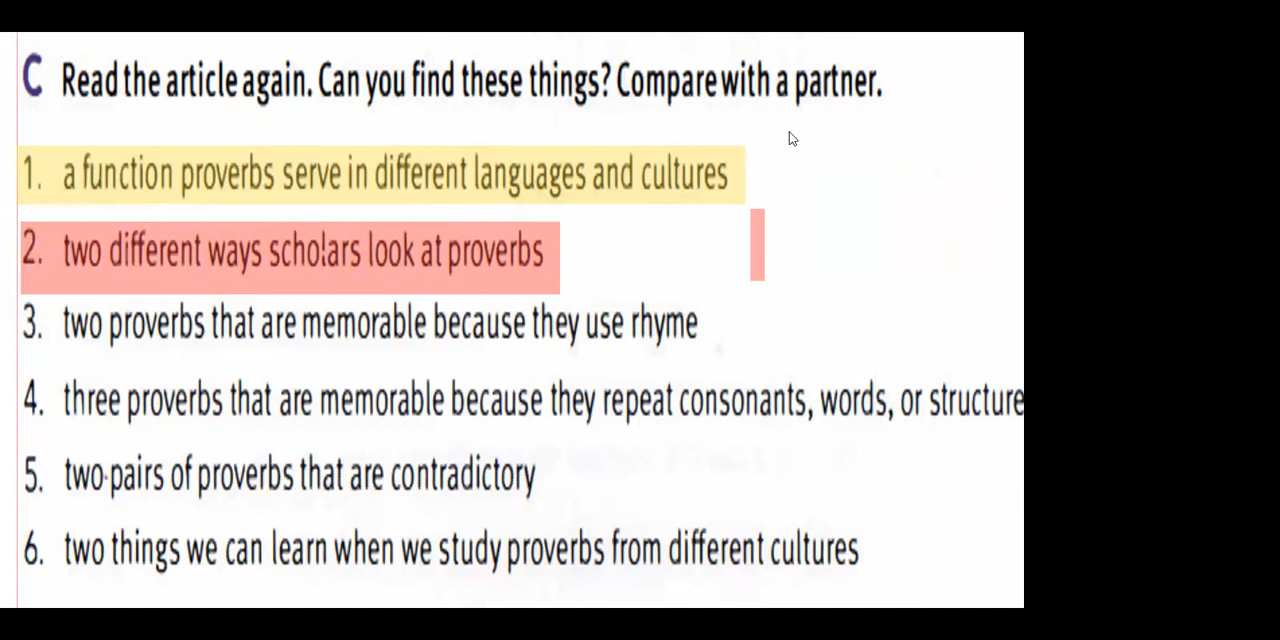 C Read the article again. Can you find these things? Compare with a partner.
1. a function proverbs serve in different languages and cultures
2. two different ways scholars look at proverbs
3. two proverbs that are memorable because they use rhyme
4. three proverbs that are memorable because they repeat consonants, words, or structure
5. two pairs of proverbs that are contradictory
6. two things we can learn when we study proverbs from different cultures